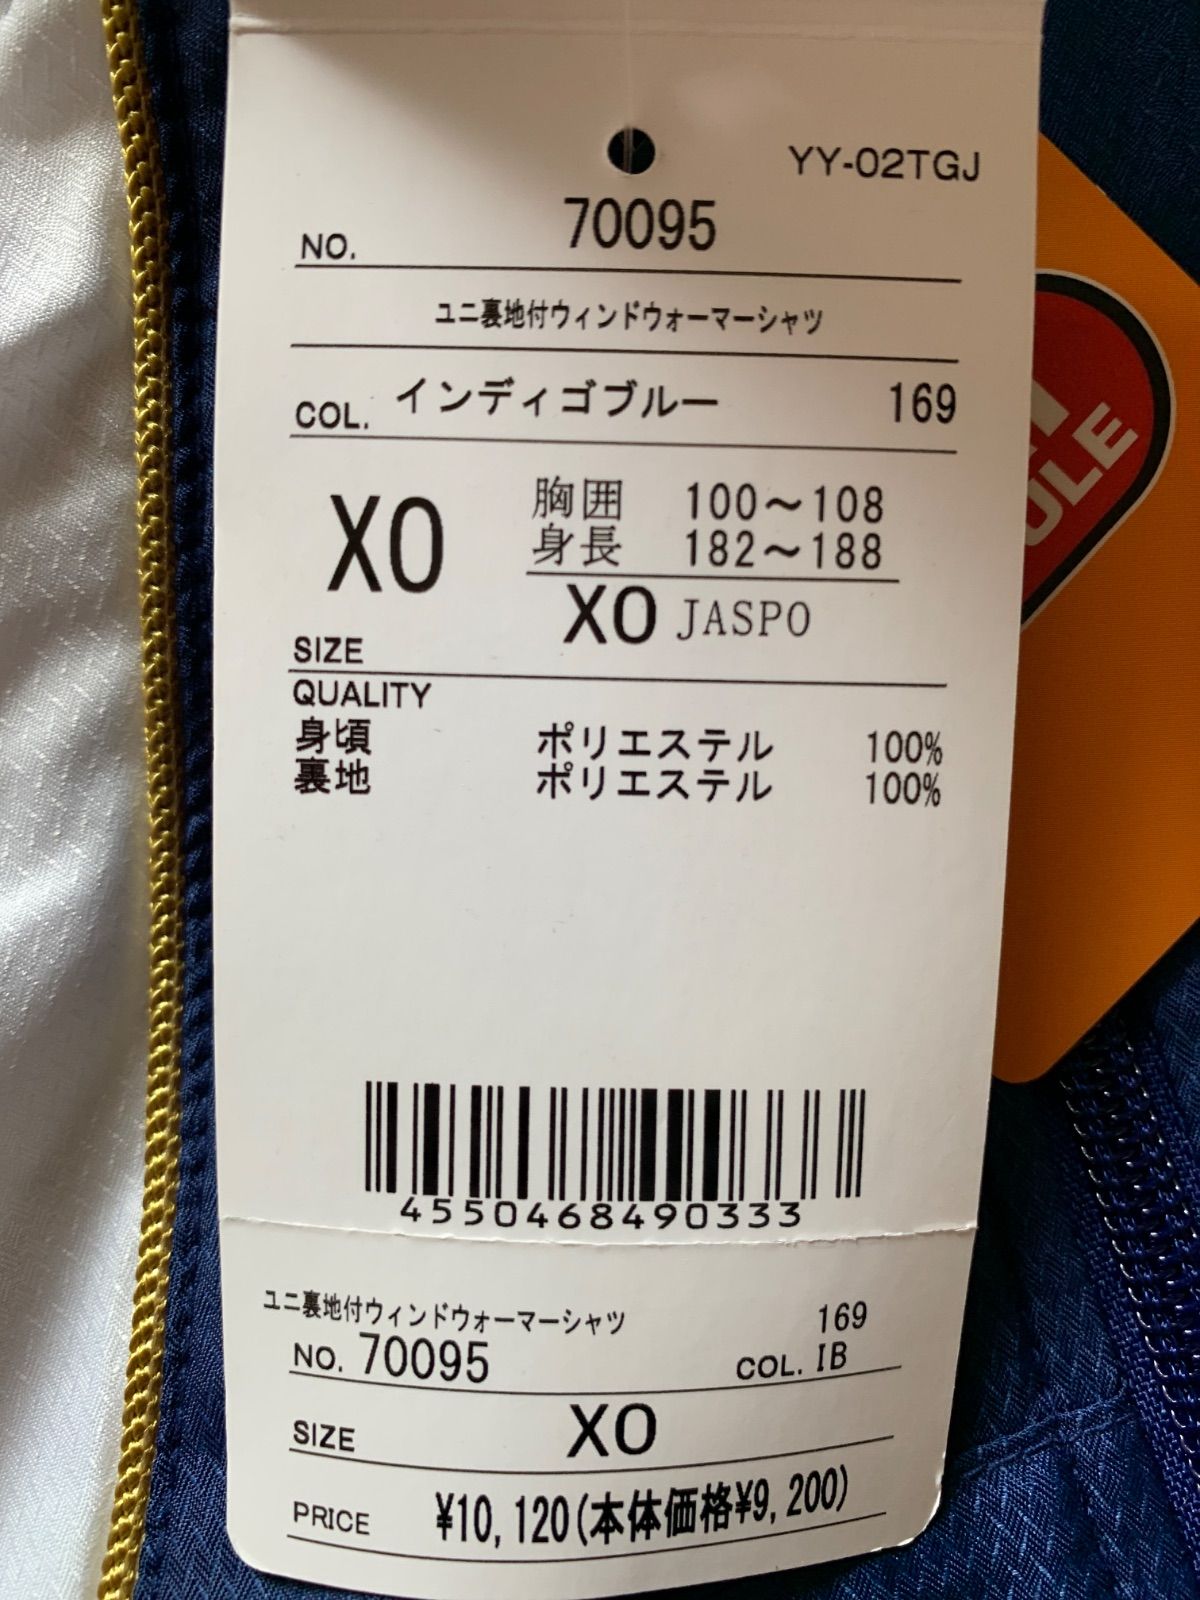 YY-02TGJ
NO. 70095
ユニ裏地付ウィンドウォーマーシャツ
COL. インディゴブルー 169
XO 胸囲 100～108
身長 182～188
SIZE XO JASPO
QUALITY
身頃 ポリエステル 100%
裏地 ポリエステル 100%
4550468490333
ユニ裏地付ウィンドウォーマーシャツ 169
NO. 70095 COL. IB
SIZE XO
PRICE ¥10,120(本体価格¥9,200)
ULE